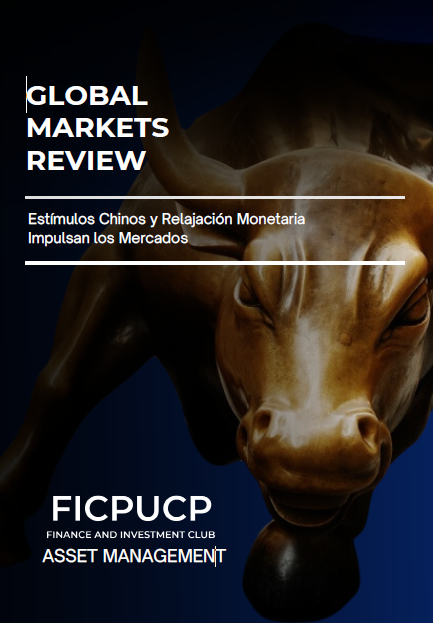 GLOBAL
MARKETS
REVIEW
Estímulos Chinos y Relajación Monetaria
Impulsan los Mercados
FICPUCP
FINANCE AND INVESTMENT CLUB
ASSET MANAGEMENT